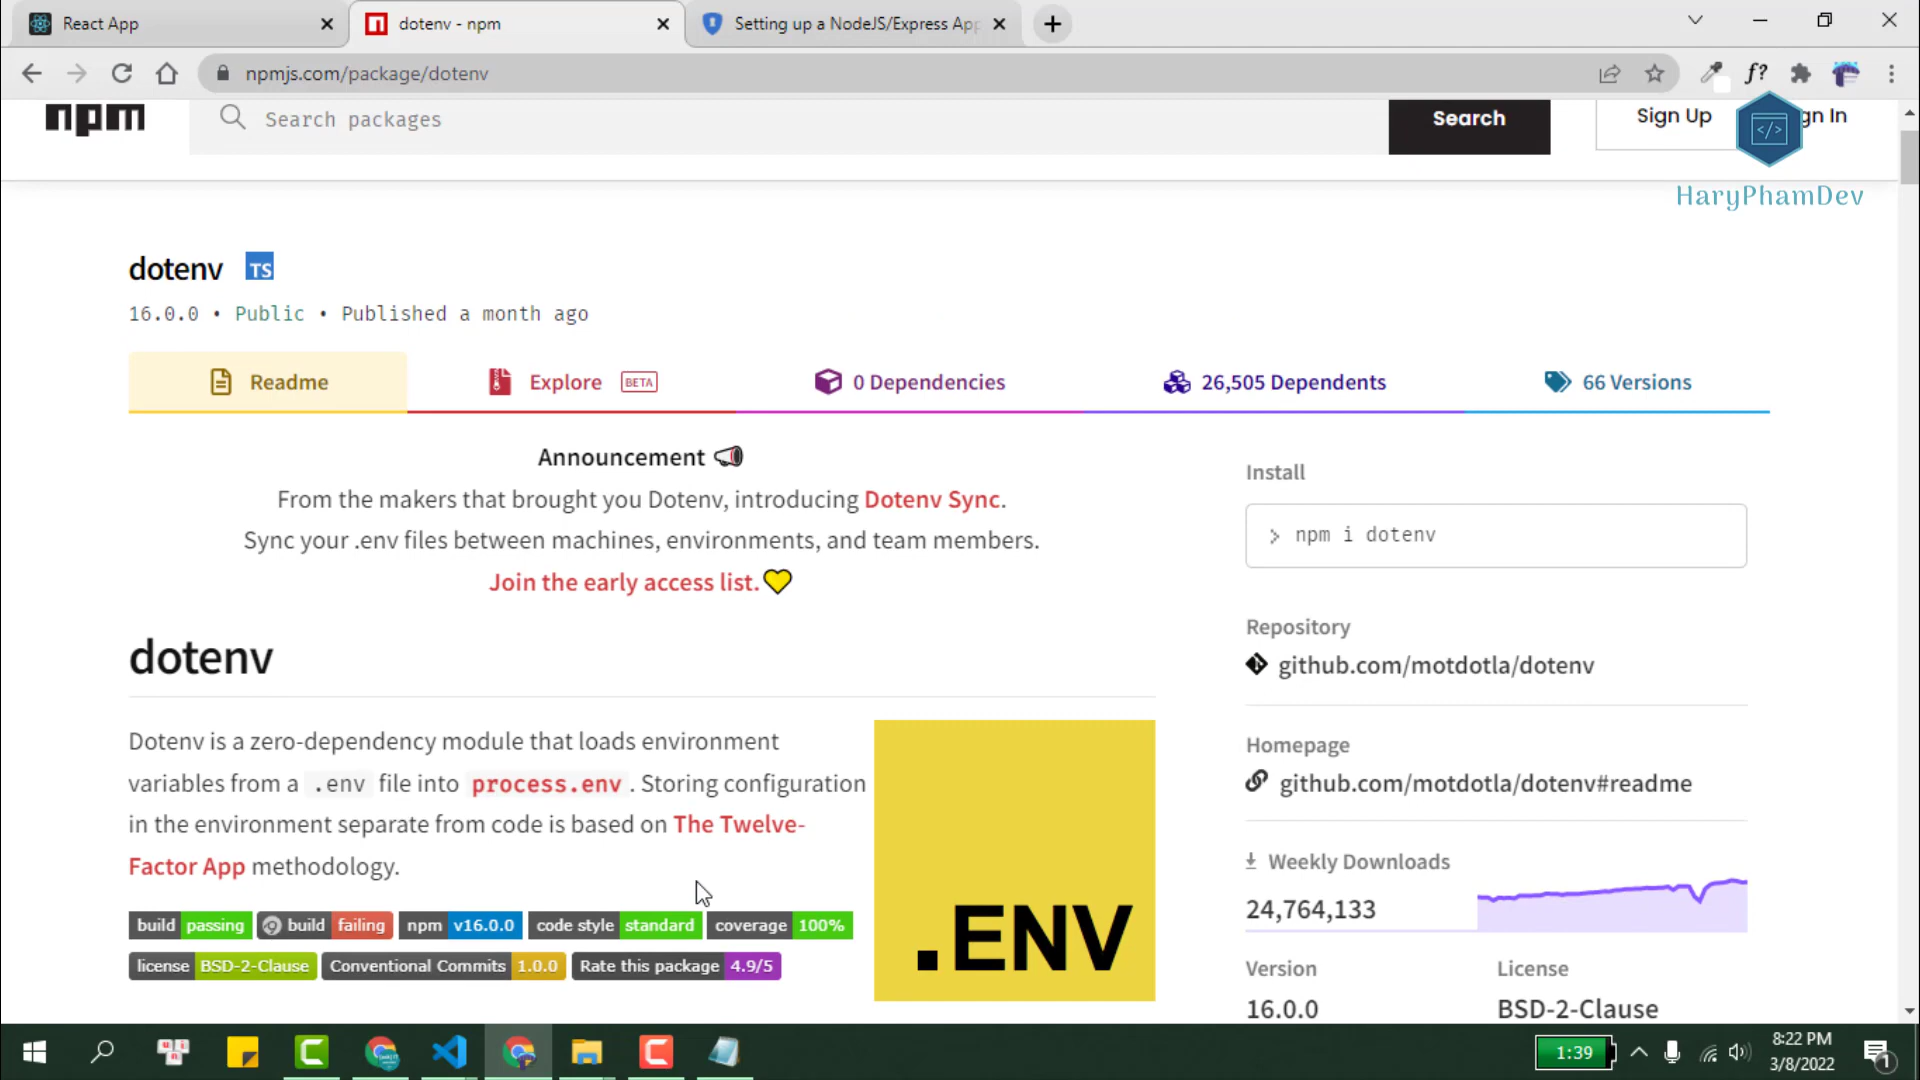 React App
dotenv - npm
Setting up a NodeJS/Express App
npmjs.com/package/dotenv
f?
npm
Search packages
Search
Sign Up
gn In
</>
HaryPhamDev
dotenv TS
16.0.0 • Public • Published a month ago
Readme
Explore BETA
0 Dependencies
26,505 Dependents
66 Versions
Announcement
From the makers that brought you Dotenv, introducing Dotenv Sync.
Sync your .env files between machines, environments, and team members.
Join the early access list.
dotenv
Dotenv is a zero-dependency module that loads environment
variables from a .env file into process.env . Storing configuration
in the environment separate from code is based on The Twelve-
Factor App methodology.
.ENV
build passing build failing npm v16.0.0 code style standard coverage 100%
license BSD-2-Clause Conventional Commits 1.0.0 Rate this package 4.9/5
Install
> npm i dotenv
Repository
github.com/motdotla/dotenv
Homepage
github.com/motdotla/dotenv#readme
Weekly Downloads
24,764,133
Version
16.0.0
License
BSD-2-Clause
1:39
8:22 PM
3/8/2022
1